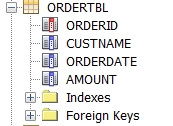 ORDERTBL
ORDERID
CUSTNAME
ORDERDATE
AMOUNT
Indexes
Foreign Keys